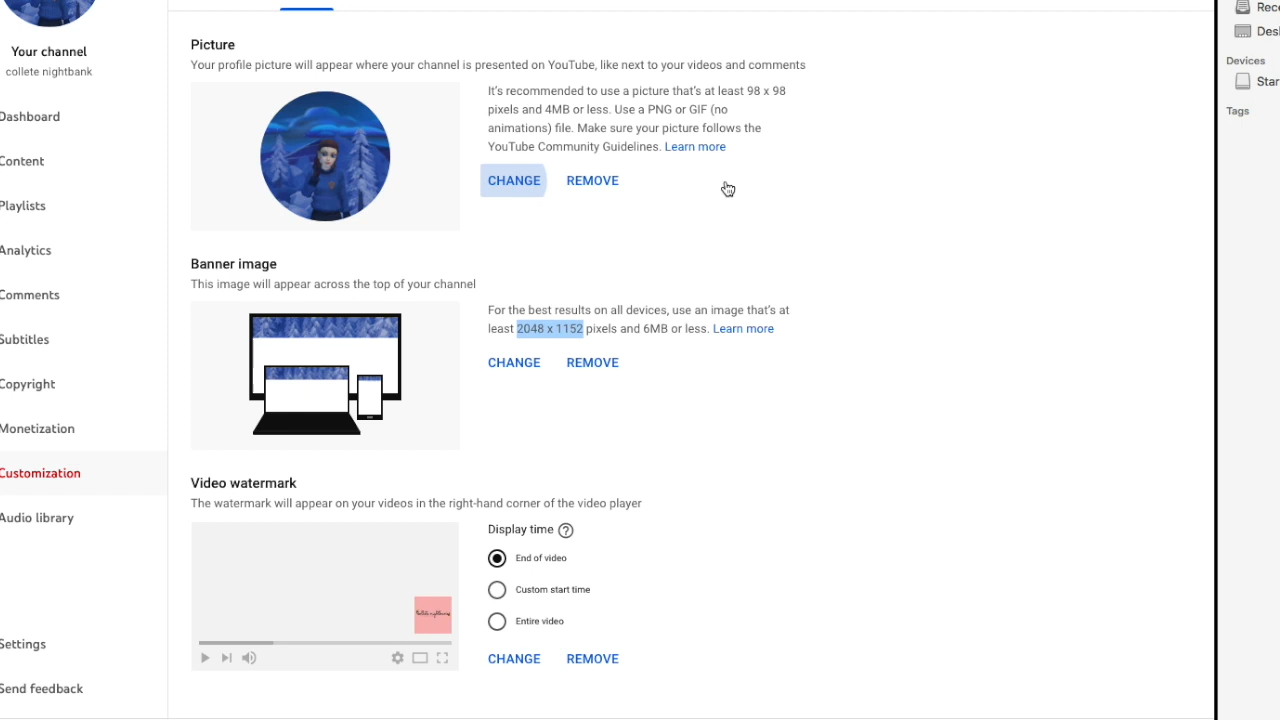 Your channel
collete nightbank
Dashboard
Content
Playlists
Analytics
Comments
Subtitles
Copyright
Monetization
Customization
Audio library
Settings
Send feedback
Picture
Your profile picture will appear where your channel is presented on YouTube, like next to your videos and comments
It's recommended to use a picture that's at least 98 x 98
pixels and 4MB or less. Use a PNG or GIF (no
animations) file. Make sure your picture follows the
YouTube Community Guidelines. Learn more
CHANGE REMOVE
Banner image
This image will appear across the top of your channel
For the best results on all devices, use an image that's at
least 2048 x 1152 pixels and 6MB or less. Learn more
CHANGE REMOVE
Video watermark
The watermark will appear on your videos in the right-hand corner of the video player
Display time
End of video
Custom start time
Entire video
CHANGE REMOVE
Devices
Tags